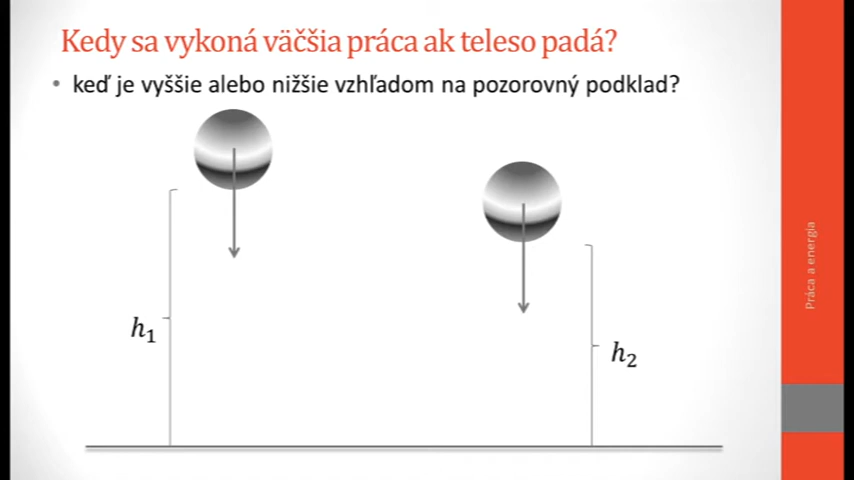 Kedy sa vykoná väčšia práca ak teleso padá?
• keď je vyššie alebo nižšie vzhľadom na pozorovný podklad?
h₁
h₂
Práca a energia